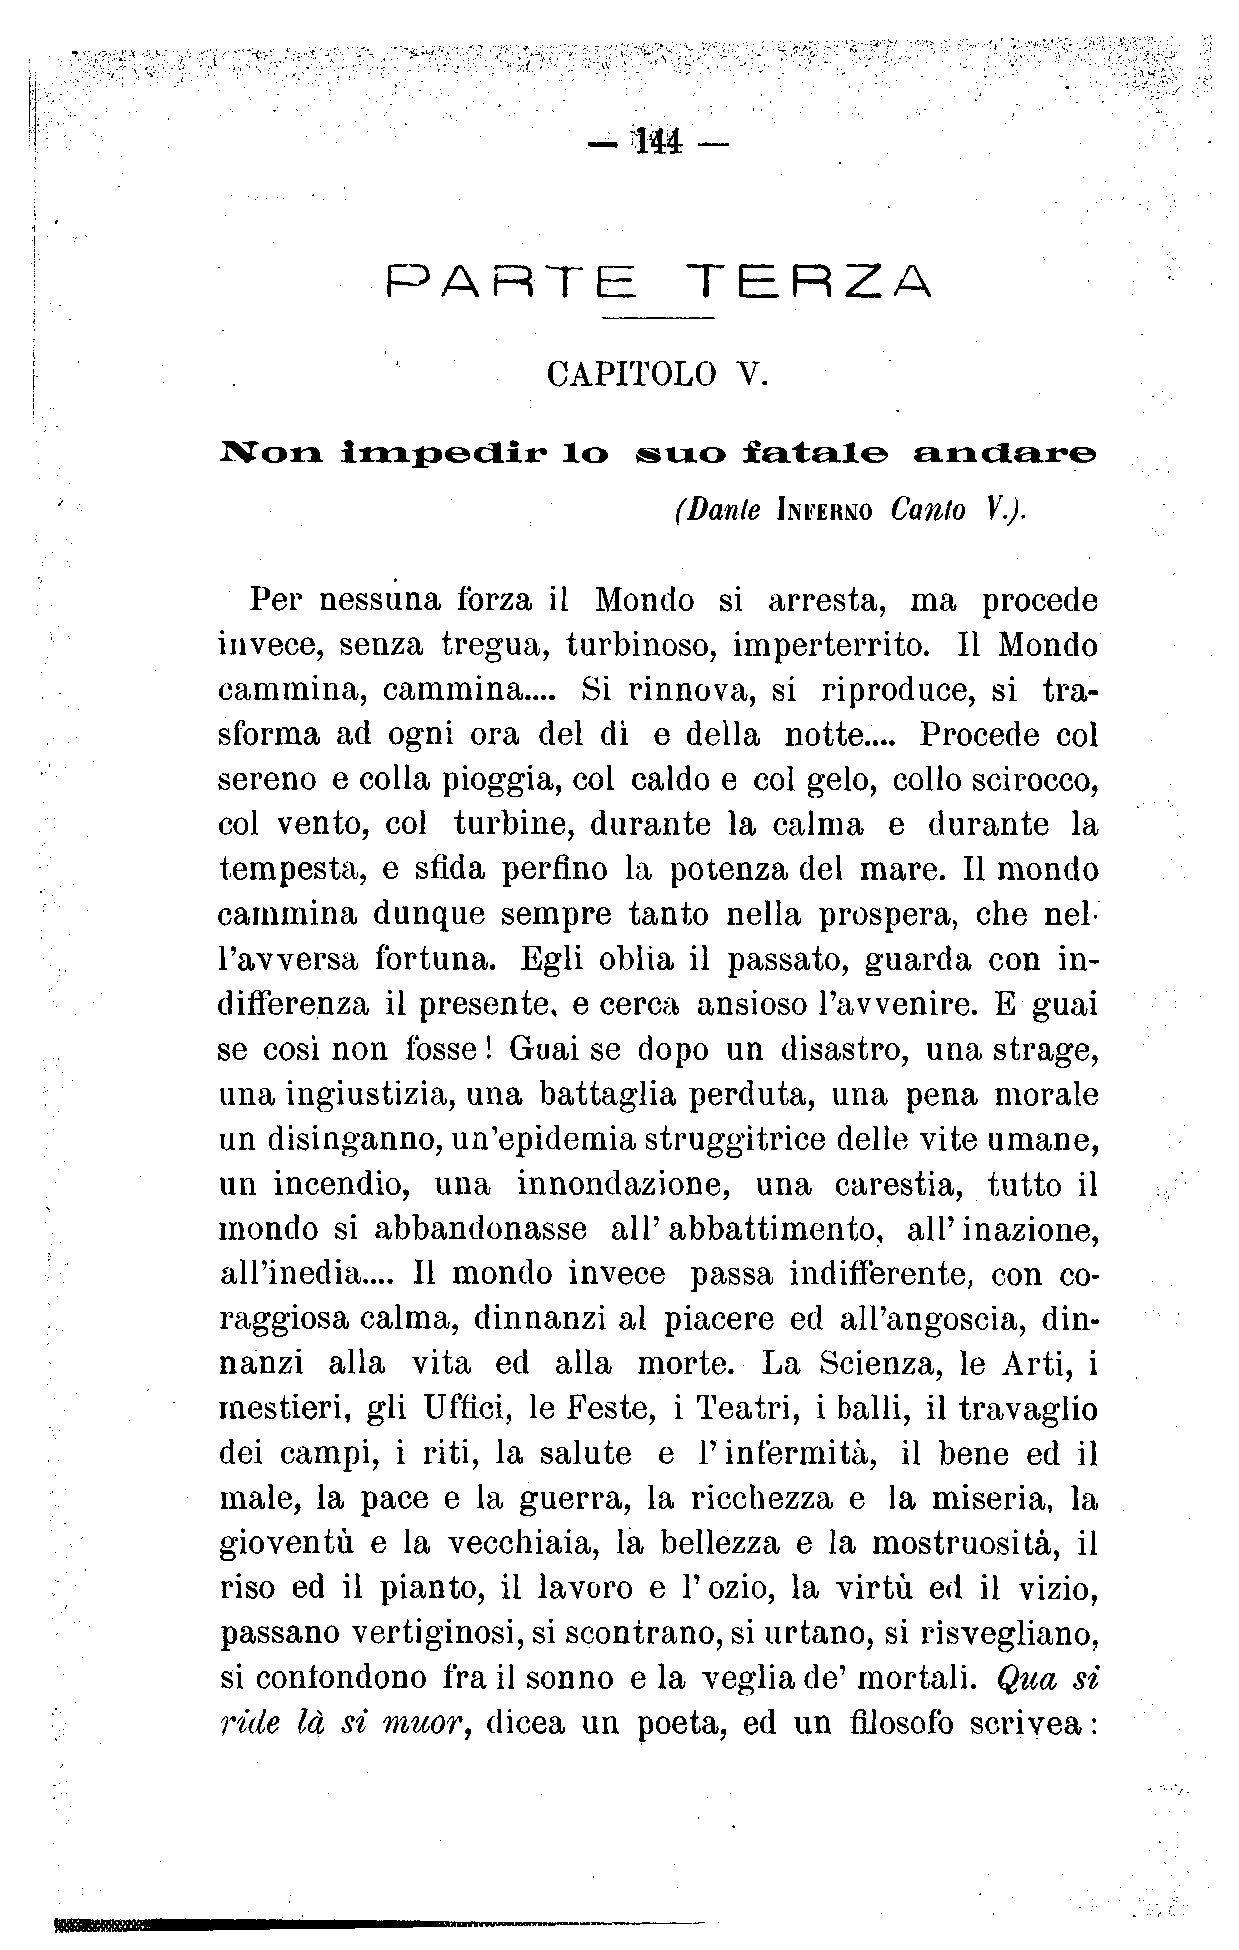 — 144 —
PARTE TERZA
CAPITOLO V.
Non impedir lo suo fatale andare
(Dante INFERNO Canto V.).
Per nessuna forza il Mondo si arresta, ma procede
invece, senza tregua, turbinoso, imperterrito. Il Mondo
cammina, cammina.... Si rinnova, si riproduce, si tra-
sforma ad ogni ora del dì e della notte.... Procede col
sereno e colla pioggia, col caldo e col gelo, collo scirocco,
col vento, col turbine, durante la calma e durante la
tempesta, e sfida perfino la potenza del mare. Il mondo
cammina dunque sempre tanto nella prospera, che nel-
l'avversa fortuna. Egli oblia il passato, guarda con in-
differenza il presente, e cerca ansioso l'avvenire. E guai
se così non fosse! Guai se dopo un disastro, una strage,
una ingiustizia, una battaglia perduta, una pena morale
un disinganno, un'epidemia struggitrice delle vite umane,
un incendio, una innondazione, una carestia, tutto il
mondo si abbandonasse all' abbattimento, all' inazione,
all'inedia.... Il mondo invece passa indifferente, con co-
raggiosa calma, dinnanzi al piacere ed all'angoscia, din-
nanzi alla vita ed alla morte. La Scienza, le Arti, i
mestieri, gli Uffici, le Feste, i Teatri, i balli, il travaglio
dei campi, i riti, la salute e l' infermità, il bene ed il
male, la pace e la guerra, la ricchezza e la miseria, la
gioventù e la vecchiaia, la bellezza e la mostruosità, il
riso ed il pianto, il lavoro e l' ozio, la virtù ed il vizio,
passano vertiginosi, si scontrano, si urtano, si risvegliano,
si confondono fra il sonno e la veglia de' mortali. Qua si
ride là si muor, dicea un poeta, ed un filosofo scrivea: